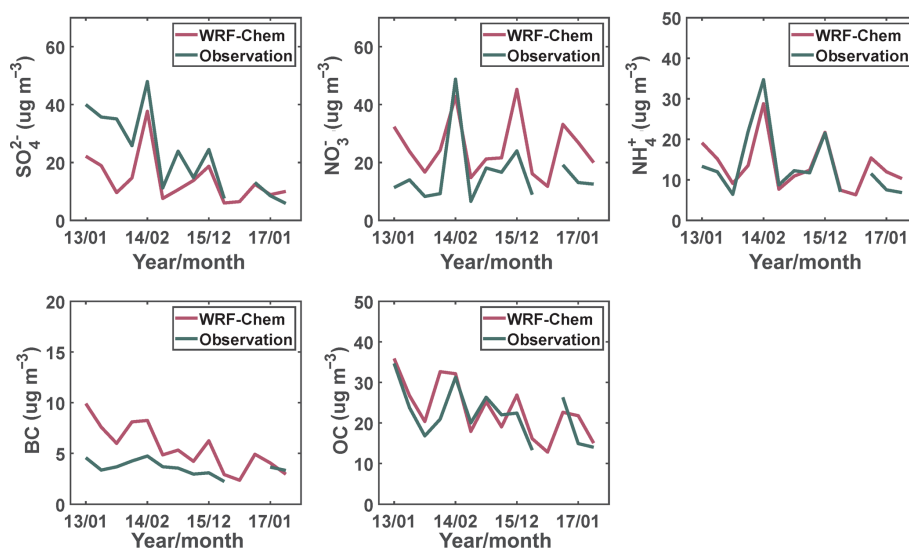 SO₄²⁻ (ug m⁻³)
60
40
20
0
WRF-Chem
Observation
13/01 14/02 15/12 17/01
Year/month
NO₃⁻ (ug m⁻³)
60
40
20
0
WRF-Chem
Observation
13/01 14/02 15/12 17/01
Year/month
NH₄⁺ (ug m⁻³)
50
40
30
20
10
0
WRF-Chem
Observation
13/01 14/02 15/12 17/01
Year/month
BC (ug m⁻³)
20
15
10
5
0
WRF-Chem
Observation
13/01 14/02 15/12 17/01
Year/month
OC (ug m⁻³)
50
40
30
20
10
0
WRF-Chem
Observation
13/01 14/02 15/12 17/01
Year/month